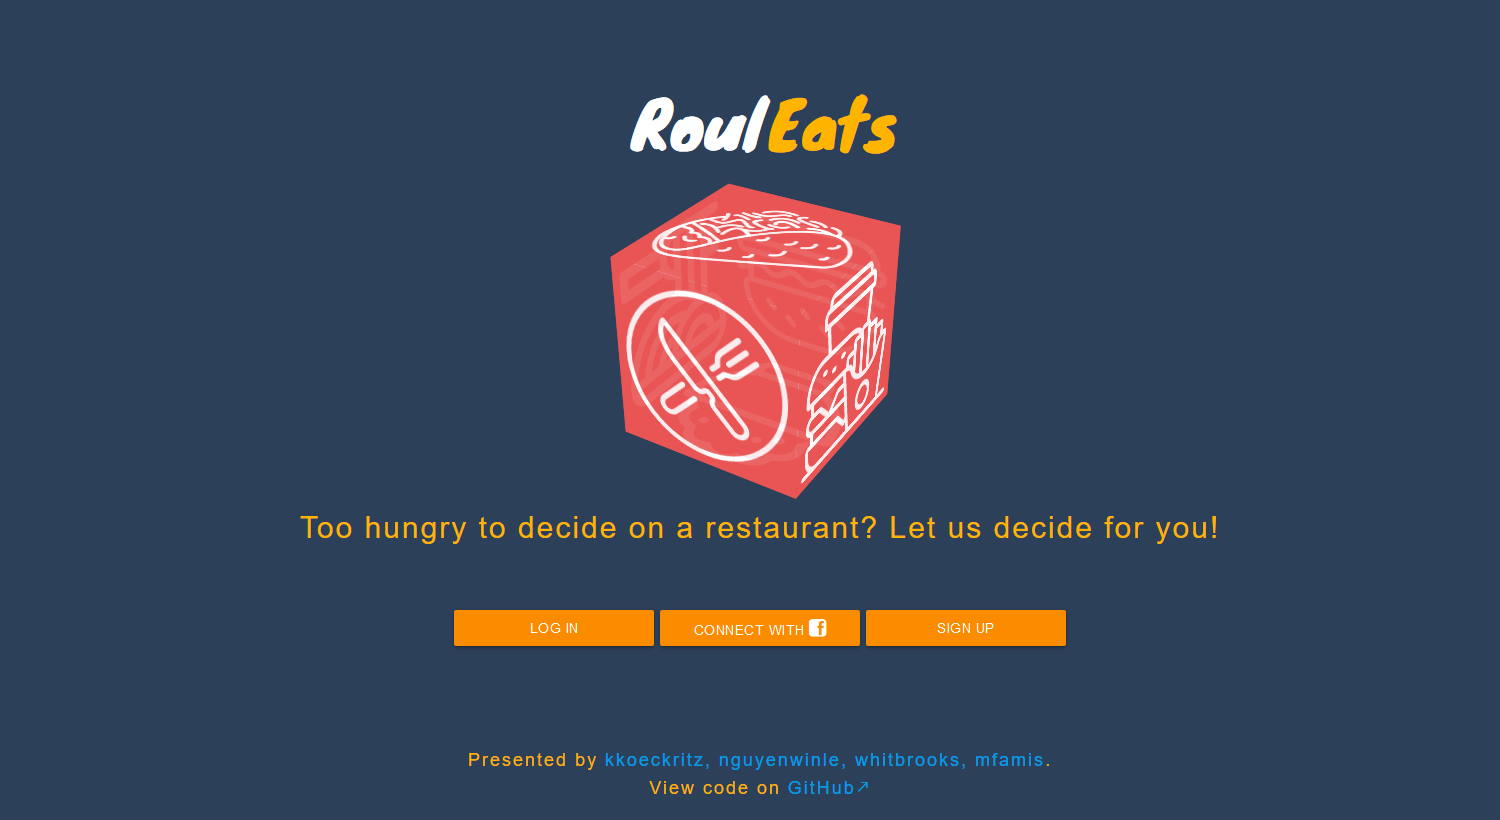 RoulEats
Too hungry to decide on a restaurant? Let us decide for you!
LOG IN
CONNECT WITH f
SIGN UP
Presented by kkoeckritz, nguyenwinle, whitbrooks, mfamis.
View code on GitHub↗